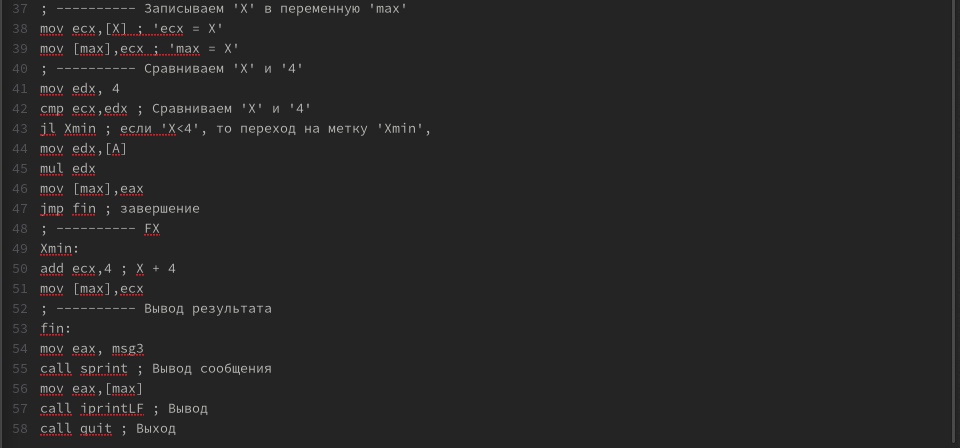 37 ; ---------- Записываем 'X' в переменную 'max'
38 mov ecx,[X] ; 'ecx = X'
39 mov [max],ecx ; 'max = X'
40 ; ---------- Сравниваем 'X' и '4'
41 mov edx, 4
42 cmp ecx,edx ; Сравниваем 'X' и '4'
43 jl Xmin ; если 'X<4', то переход на метку 'Xmin',
44 mov edx,[A]
45 mul edx
46 mov [max],eax
47 jmp fin ; завершение
48 ; ---------- FX
49 Xmin:
50 add ecx,4 ; X + 4
51 mov [max],ecx
52 ; ---------- Вывод результата
53 fin:
54 mov eax, msg3
55 call sprint ; Вывод сообщения
56 mov eax,[max]
57 call iprintLF ; Вывод
58 call quit ; Выход